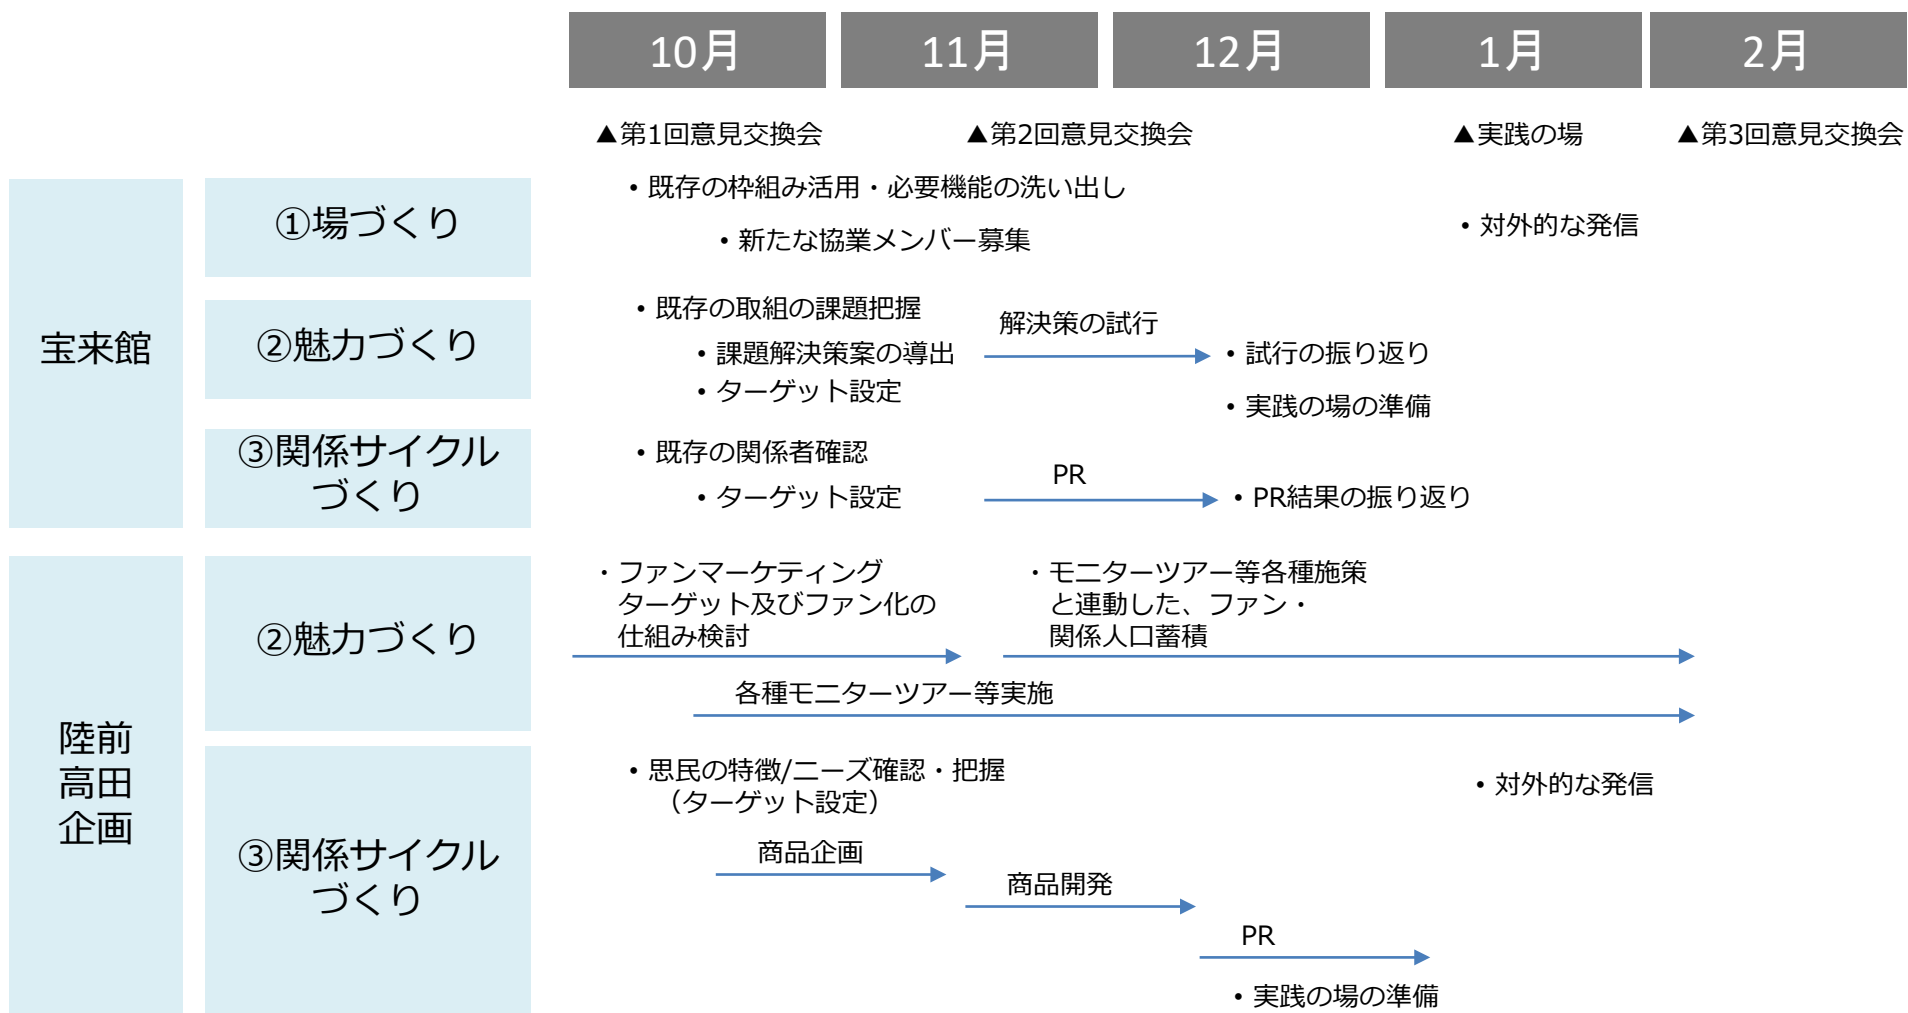 10月
11月
12月
1月
2月
▲第1回意見交換会
▲第2回意見交換会
▲実践の場
▲第3回意見交換会
宝来館
①場づくり
・既存の枠組み活用・必要機能の洗い出し
・新たな協業メンバー募集
・対外的な発信
②魅力づくり
・既存の取組の課題把握
・課題解決策案の導出
・ターゲット設定
解決策の試行
・試行の振り返り
・実践の場の準備
③関係サイクル
づくり
・既存の関係者確認
・ターゲット設定
PR
・PR結果の振り返り
陸前
高田
企画
②魅力づくり
・ファンマーケティング
ターゲット及びファン化の
仕組み検討
・モニターツアー等各種施策
と連動した、ファン・
関係人口蓄積
各種モニターツアー等実施
③関係サイクル
づくり
・思民の特徴/ニーズ確認・把握
（ターゲット設定）
・対外的な発信
商品企画
商品開発
PR
・実践の場の準備